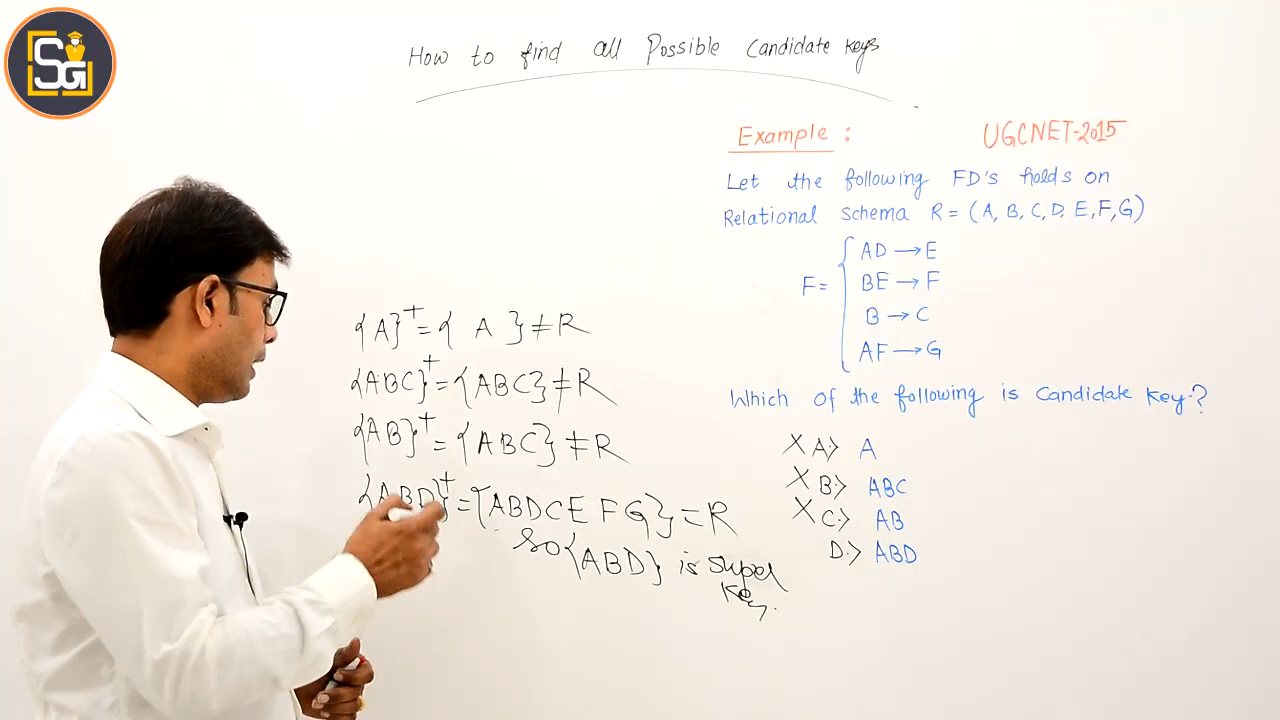 SG
How to find all Possible Candidate Keys
Example :
UGCNET-2015
Let the following FD's holds on
Relational schema R = (A, B, C, D, E, F, G)
F = { AD → E
BE → F
B → C
AF → G
Which of the following is Candidate Key.?
X A:> A
X B:> ABC
X C:> AB
D:> ABD
{A}⁺ = { A } ≠ R
{ABC}⁺ = {ABC} ≠ R
{AB}⁺ = {ABC} ≠ R
{ABD}⁺ = {ABDCE F G} = R
so {ABD} is Super
Key.